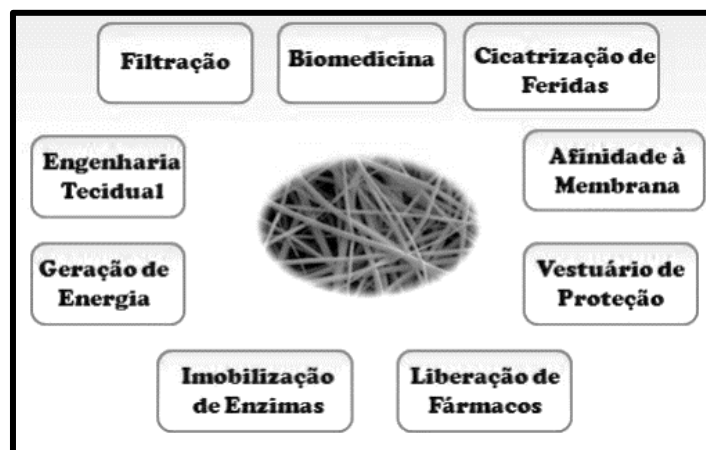 Filtração
Biomedicina
Cicatrização de
Feridas
Engenharia
Tecidual
Afinidade à
Membrana
Geração de
Energia
Vestuário de
Proteção
Imobilização
de Enzimas
Liberação de
Fármacos